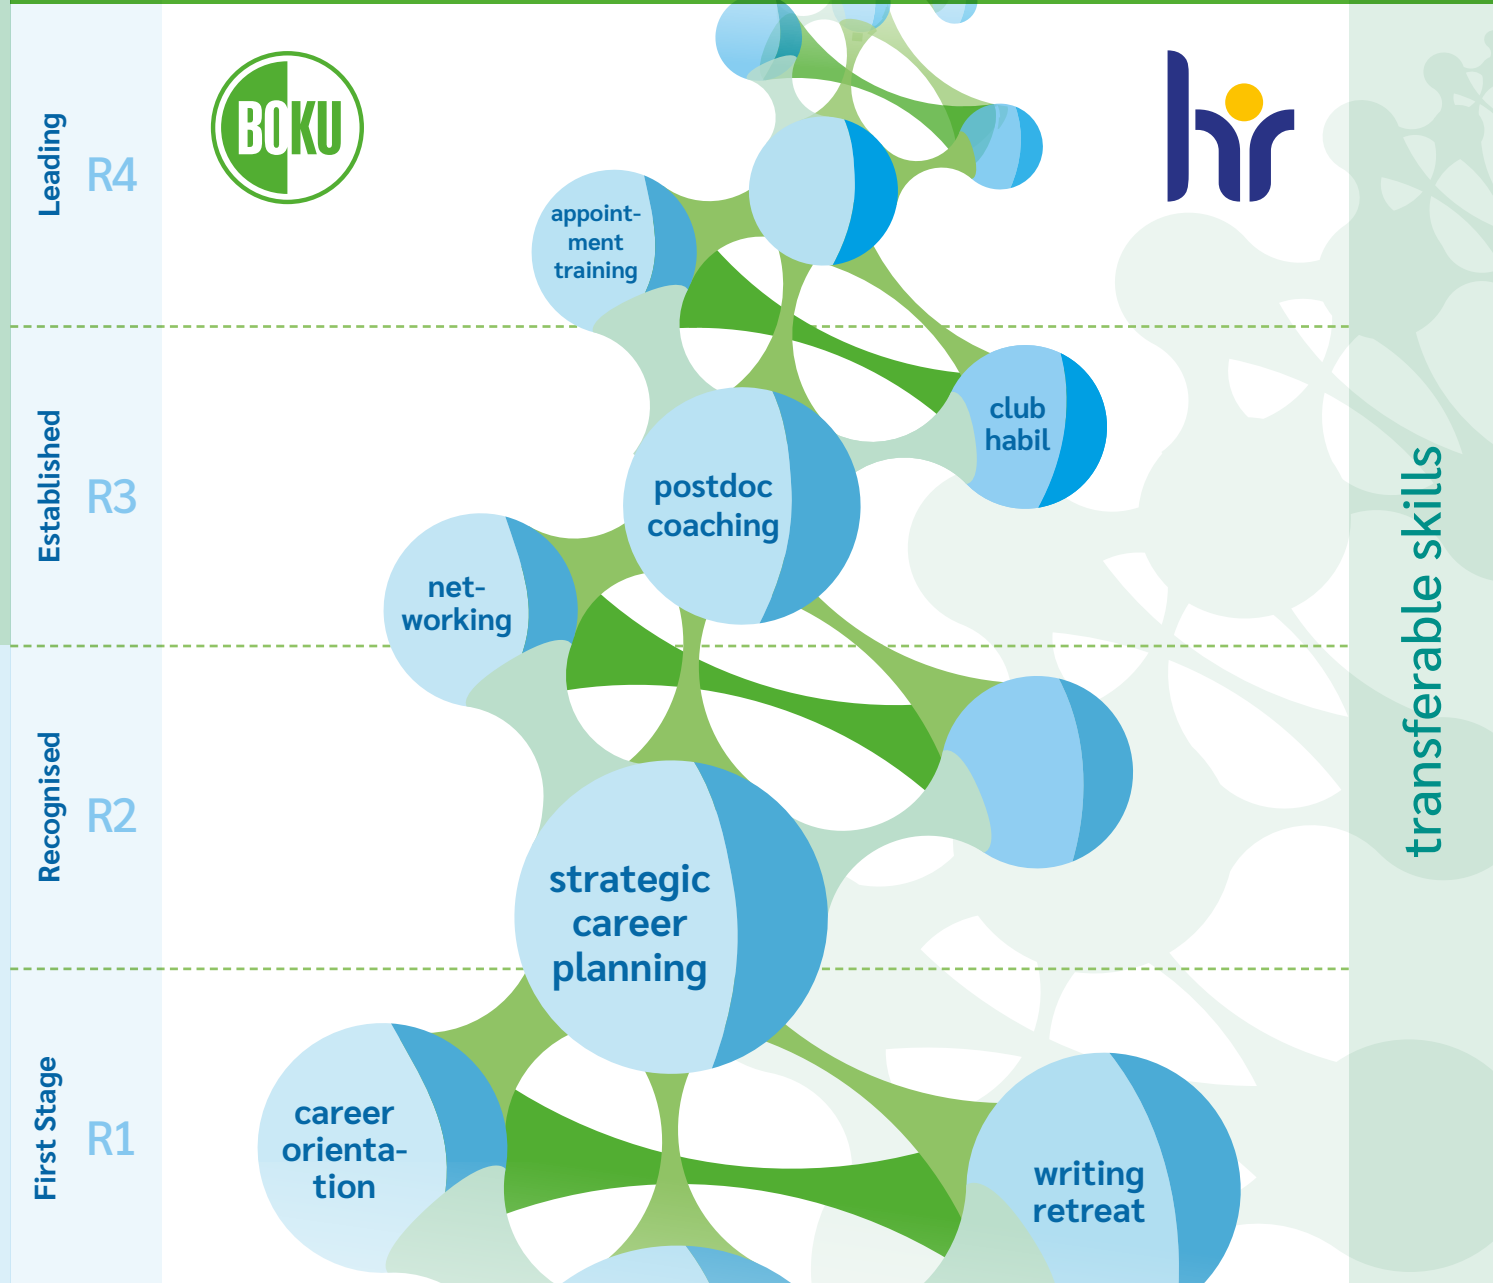 BOKU
hr
Leading
R4
appoint-
ment
training
club
habil
Established
R3
postdoc
coaching
net-
working
transferable skills
Recognised
R2
strategic
career
planning
First Stage
R1
career
orienta-
tion
writing
retreat